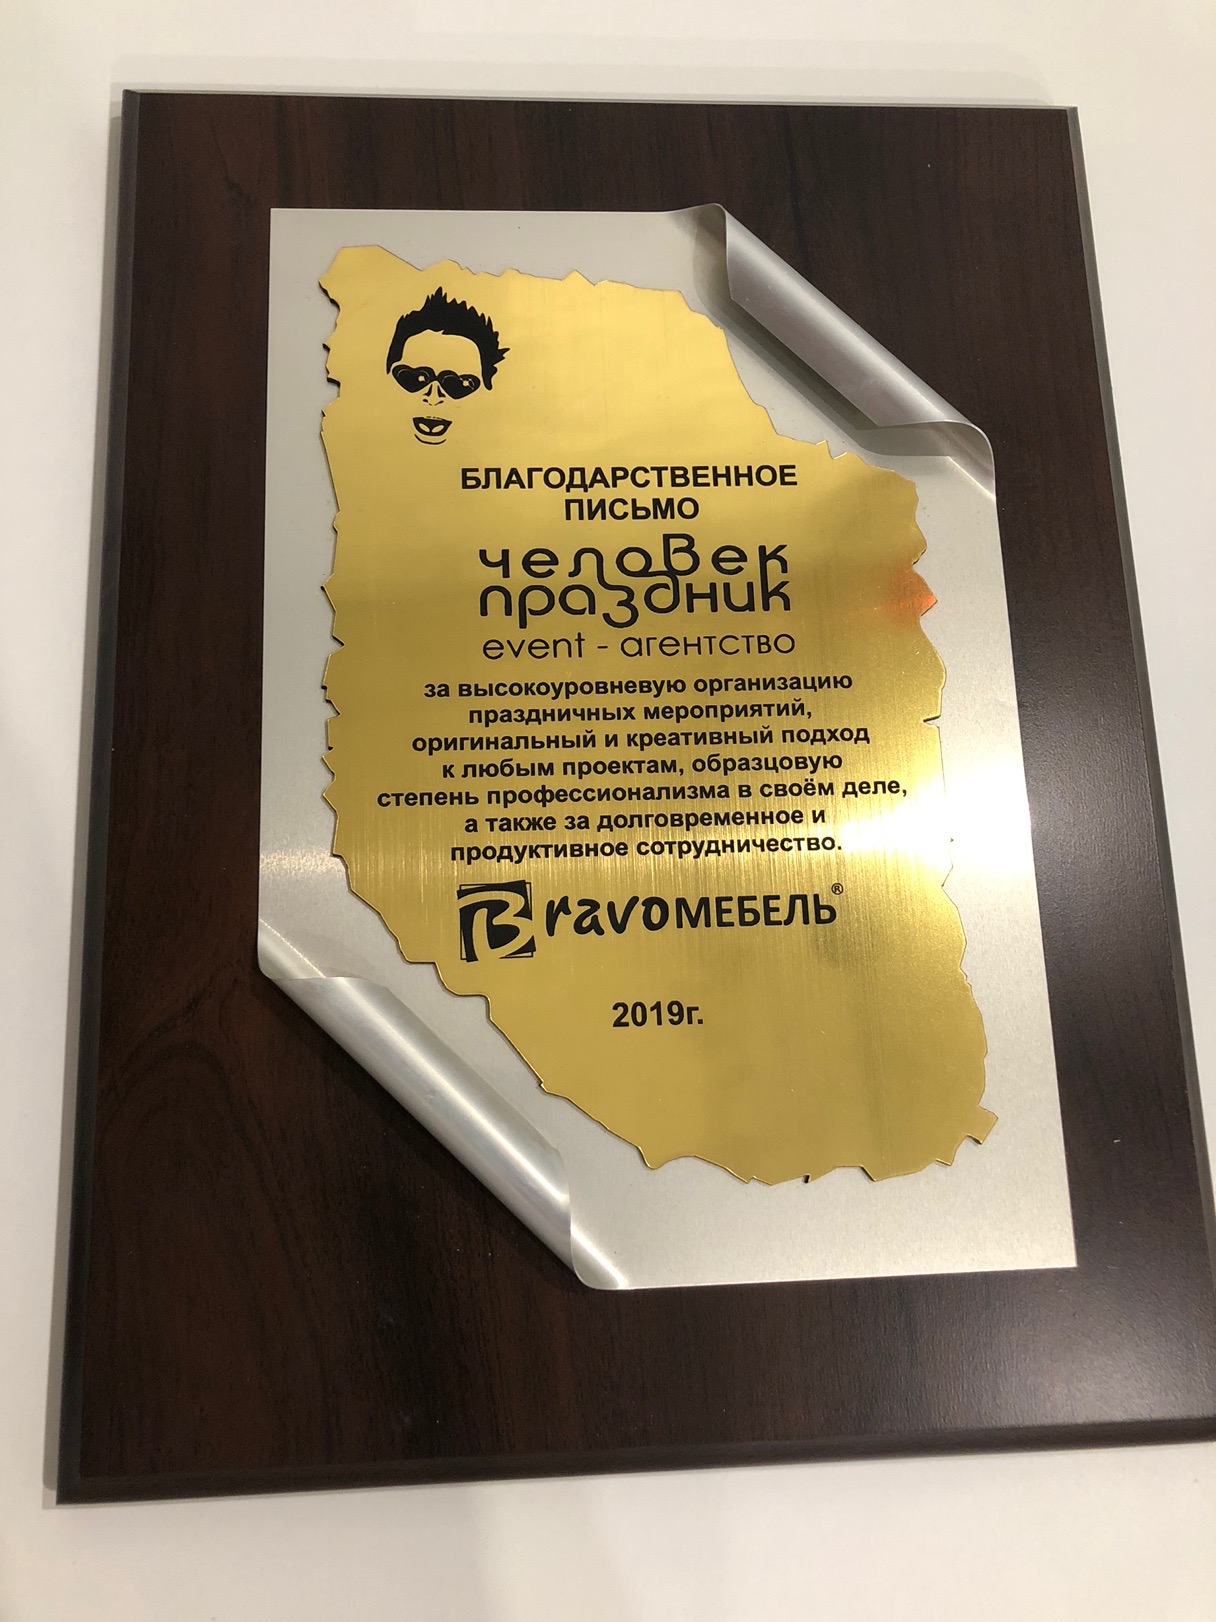 БЛАГОДАРСТВЕННОЕ
ПИСЬМО
человек
праздник
event - агентство
за высокоуровневую организацию
праздничных мероприятий,
оригинальный и креативный подход
к любым проектам, образцовую
степень профессионализма в своём деле,
а также за долговременное и
продуктивное сотрудничество.
BravoМЕБЕЛЬ®
2019г.